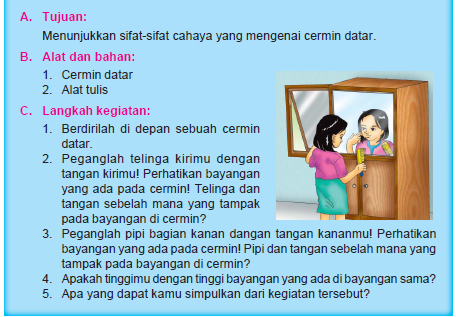 A. Tujuan:
Menunjukkan sifat-sifat cahaya yang mengenai cermin datar.
B. Alat dan bahan:
1. Cermin datar
2. Alat tulis
C. Langkah kegiatan:
1. Berdirilah di depan sebuah cermin
datar.
2. Peganglah telinga kirimu dengan
tangan kirimu! Perhatikan bayangan
yang ada pada cermin! Telinga dan
tangan sebelah mana yang tampak
pada bayangan di cermin?
3. Peganglah pipi bagian kanan dangan tangan kananmu! Perhatikan
bayangan yang ada pada cermin! Pipi dan tangan sebelah mana yang
tampak pada bayangan di cermin?
4. Apakah tinggimu dengan tinggi bayangan yang ada di bayangan sama?
5. Apa yang dapat kamu simpulkan dari kegiatan tersebut?